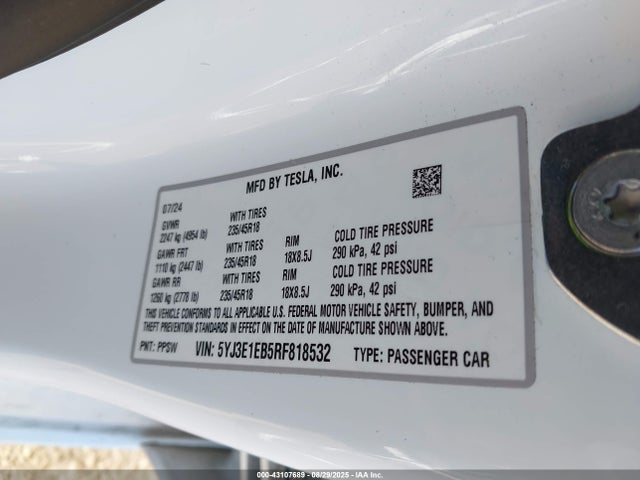 MFD BY TESLA, INC.
07/24
GVWR
2247 kg (4954 lb)
WITH TIRES
235/45R18
GAWR FRT
1110 kg (2447 lb)
WITH TIRES
235/45R18
RIM
18X8.5J
COLD TIRE PRESSURE
290 kPa, 42 psi
GAWR RR
1260 kg (2778 lb)
WITH TIRES
235/45R18
RIM
18X8.5J
COLD TIRE PRESSURE
290 kPa, 42 psi
THIS VEHICLE CONFORMS TO ALL APPLICABLE U.S. FEDERAL MOTOR VEHICLE SAFETY, BUMPER, AND
THEFT PREVENTION STANDARDS IN EFFECT ON THE DATE OF MANUFACTURE SHOWN ABOVE.
PNT: PPSW VIN: 5YJ3E1EB5RF818532 TYPE: PASSENGER CAR
000-43107689 - 08/29/2025 - IAA Inc.